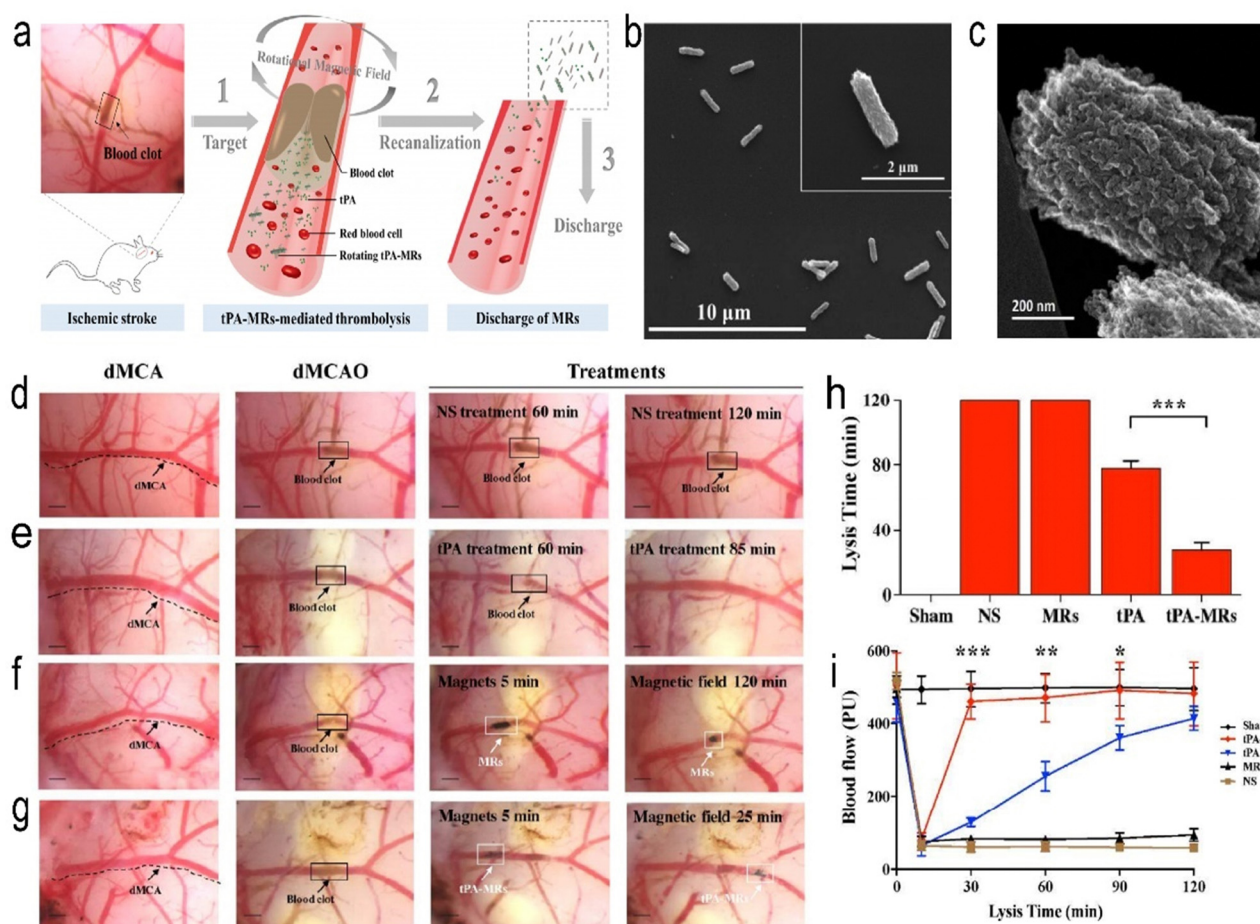 a
Blood clot
Ischemic stroke
1
Target
Rotational Magnetic Field
Blood clot
tPA
Red blood cell
Rotating tPA-MRs
tPA-MRs-mediated thrombolysis
2
Recanalization
3
Discharge
Discharge of MRs
b
2 μm
10 μm
c
200 nm
dMCA
dMCAO
Treatments
d
dMCA
Blood clot
NS treatment 60 min
Blood clot
NS treatment 120 min
Blood clot
e
dMCA
Blood clot
tPA treatment 60 min
Blood clot
tPA treatment 85 min
f
dMCA
Blood clot
Magnets 5 min
MRs
Magnetic field 120 min
MRs
g
dMCA
Blood clot
Magnets 5 min
tPA-MRs
Magnetic field 25 min
tPA-MRs
h
Lysis Time (min)
120
80
40
0
***
Sham NS MRs tPA tPA-MRs
i
Blood flow (PU)
600
400
200
0
*** ** *
Sha
tPA
tPA
MR
NS
0 30 60 90 120
Lysis Time (min)